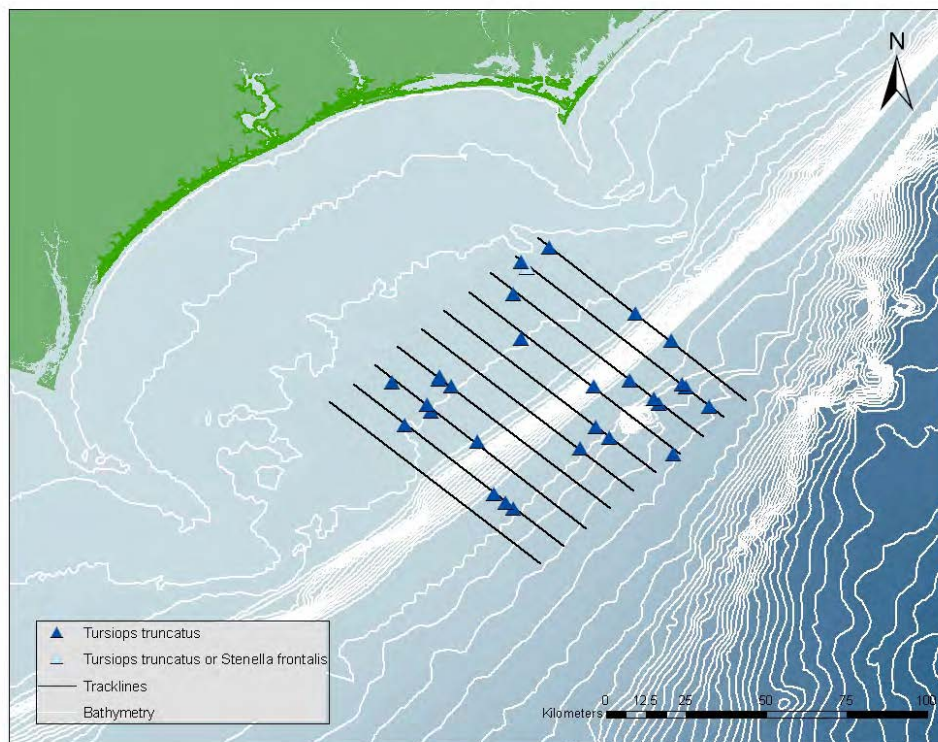 N
Tursiops truncatus
Tursiops truncatus or Stenella frontalis
Tracklines
Bathymetry
0 12.5 25 50 75 100
Kilometers